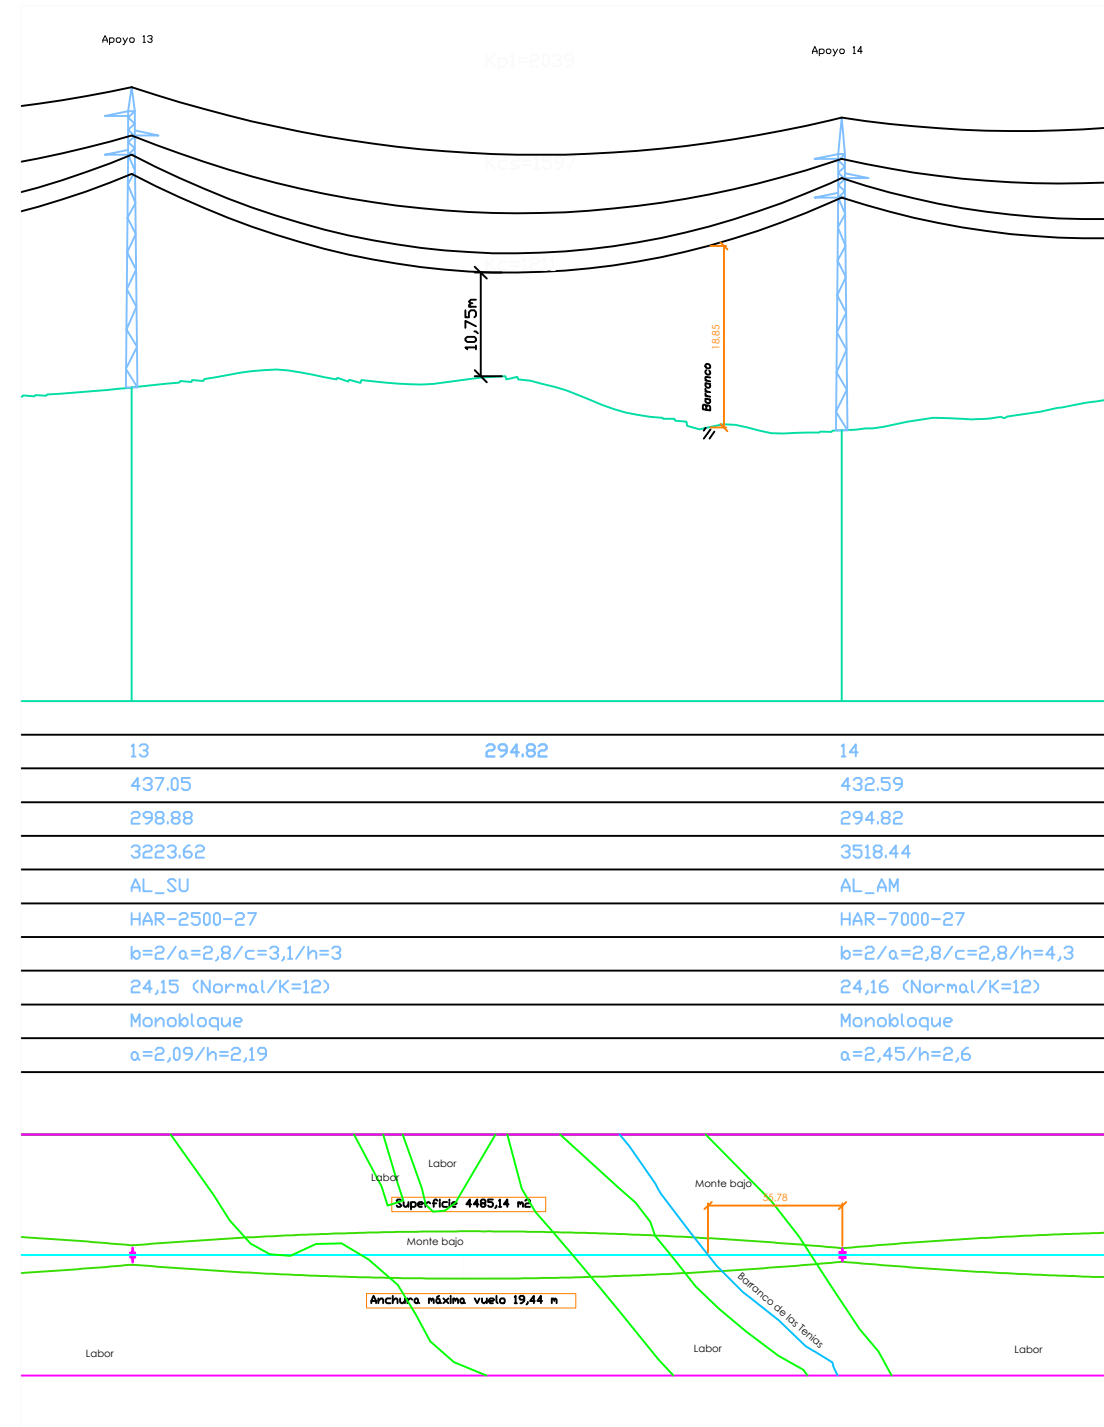 Apoyo 13
Apoyo 14
Kp1=2039
10,75m
18.85
Barranco
13 294.82 14
437.05 432.59
298.88 294.82
3223.62 3518.44
AL_SU AL_AM
HAR-2500-27 HAR-7000-27
b=2/a=2,8/c=3,1/h=3 b=2/a=2,8/c=2,8/h=4,3
24,15 (Normal/K=12) 24,16 (Normal/K=12)
Monobloque Monobloque
a=2,09/h=2,19 a=2,45/h=2,6
Labor
Labor
Monte bajo
55.78
Superficie 4485,14 m2
Monte bajo
Barranco de las Tenias
Anchura máxima vuelo 19,44 m
Labor
Labor
Labor